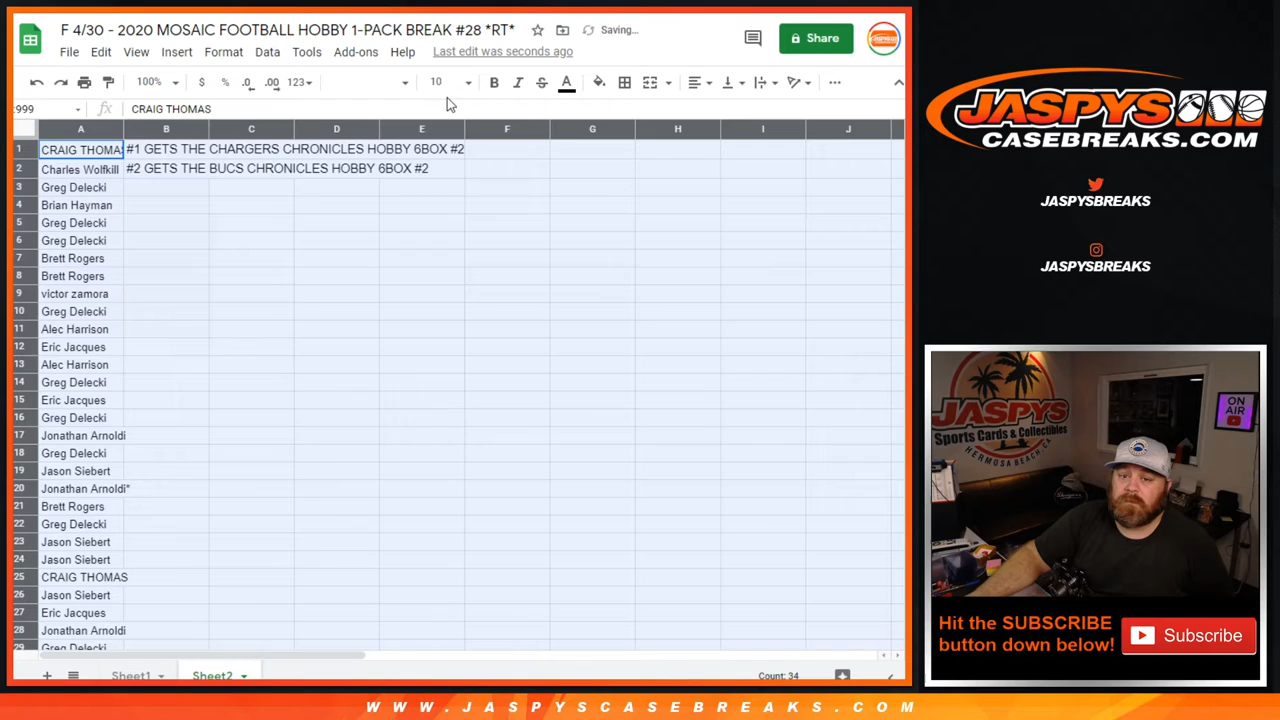 F 4/30 - 2020 MOSAIC FOOTBALL HOBBY 1-PACK BREAK #28 *RT*
Saving…
File Edit View Insert Format Data Tools Add-ons Help Last edit was seconds ago
Share
100% $ % .0 .00 123 10 B I S A
:999 fx CRAIG THOMAS
A B C D E F G H I J
1 CRAIG THOMAS #1 GETS THE CHARGERS CHRONICLES HOBBY 6BOX #2
2 Charles Wolfkill #2 GETS THE BUCS CHRONICLES HOBBY 6BOX #2
3 Greg Delecki
4 Brian Hayman
5 Greg Delecki
6 Greg Delecki
7 Brett Rogers
8 Brett Rogers
9 victor zamora
10 Greg Delecki
11 Alec Harrison
12 Eric Jacques
13 Alec Harrison
14 Greg Delecki
15 Eric Jacques
16 Greg Delecki
17 Jonathan Arnoldi
18 Greg Delecki
19 Jason Siebert
20 Jonathan Arnoldi*
21 Brett Rogers
22 Greg Delecki
23 Jason Siebert
24 Jason Siebert
25 CRAIG THOMAS
26 Jason Siebert
27 Eric Jacques
28 Jonathan Arnoldi
29 Greg Delecki
Sheet1 Sheet2 Count: 34
JASPYS
CASEBREAKS.COM
JASPYSBREAKS
JASPYSBREAKS
JASPYS
Sports Cards & Collectibles
HERMOSA BEACH, CA
ON
AIR
Hit the SUBSCRIBE
button down below!
Subscribe
WWW.JASPYSCASEBREAKS.COM